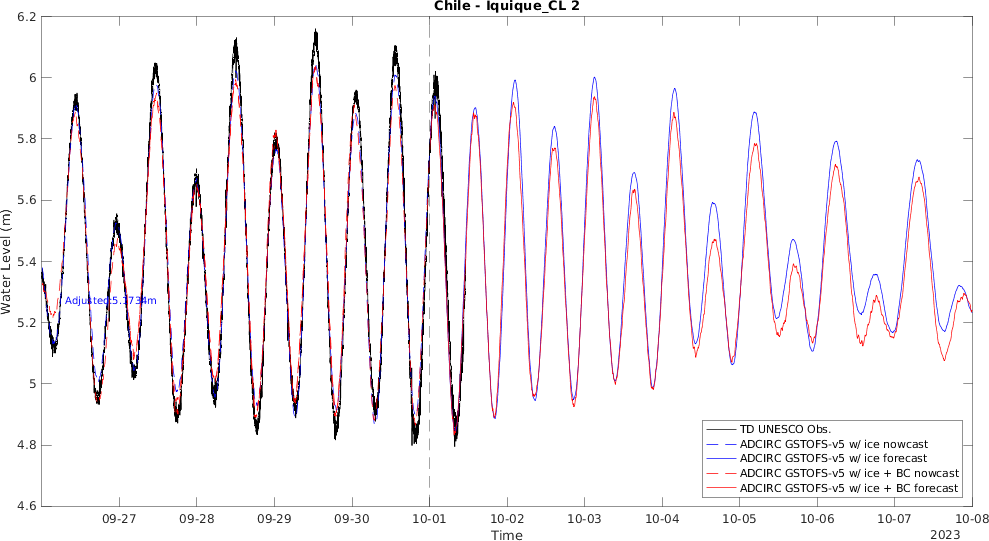 Chile - Iquique_CL 2
6.2
6
5.8
5.6
5.4
5.2
5
4.8
4.6
Water Level (m)
Adjusted:5.1734m
TD UNESCO Obs.
ADCIRC GSTOFS-v5 w/ ice nowcast
ADCIRC GSTOFS-v5 w/ ice forecast
ADCIRC GSTOFS-v5 w/ ice + BC nowcast
ADCIRC GSTOFS-v5 w/ ice + BC forecast
09-27 09-28 09-29 09-30 10-01 10-02 10-03 10-04 10-05 10-06 10-07 10-08
Time
2023